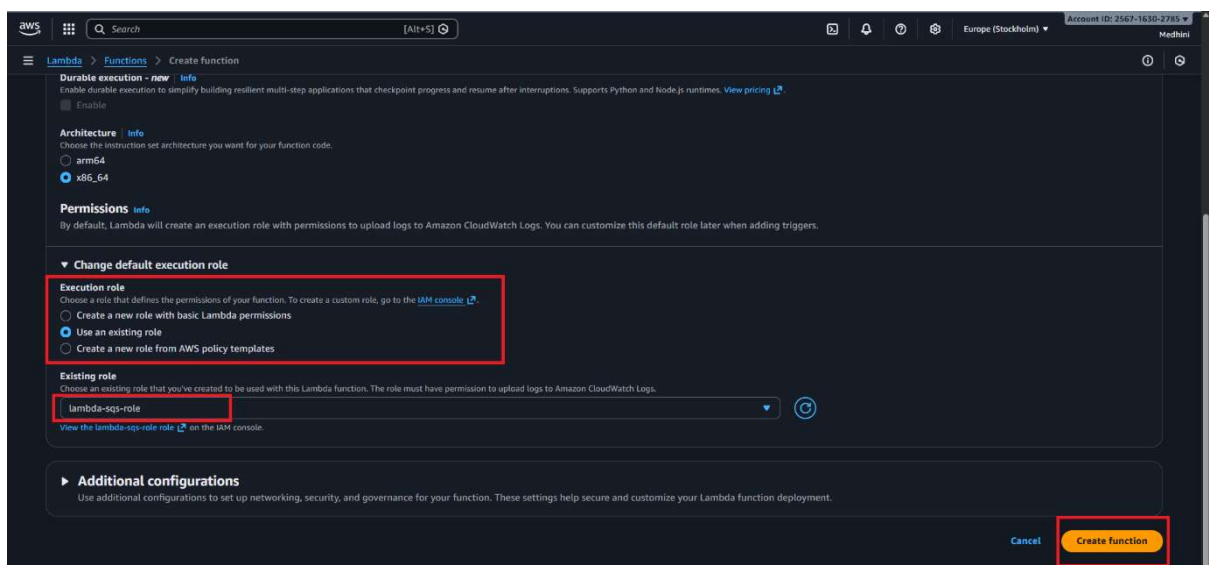 aws
Search
[Alt+S]
Europe (Stockholm)
Account ID: 2567-1630-2785
Medhini
Lambda > Functions > Create function
Durable execution - new | Info
Enable durable execution to simplify building resilient multi-step applications that checkpoint progress and resume after interruptions. Supports Python and Node.js runtimes. View pricing.
Enable
Architecture | Info
Choose the instruction set architecture you want for your function code.
arm64
x86_64
Permissions Info
By default, Lambda will create an execution role with permissions to upload logs to Amazon CloudWatch Logs. You can customize this default role later when adding triggers.
Change default execution role
Execution role
Choose a role that defines the permissions of your function. To create a custom role, go to the IAM console.
Create a new role with basic Lambda permissions
Use an existing role
Create a new role from AWS policy templates
Existing role
Choose an existing role that you've created to be used with this Lambda function. The role must have permission to upload logs to Amazon CloudWatch Logs.
lambda-sqs-role
View the lambda-sqs-role role on the IAM console.
Additional configurations
Use additional configurations to set up networking, security, and governance for your function. These settings help secure and customize your Lambda function deployment.
Cancel
Create function